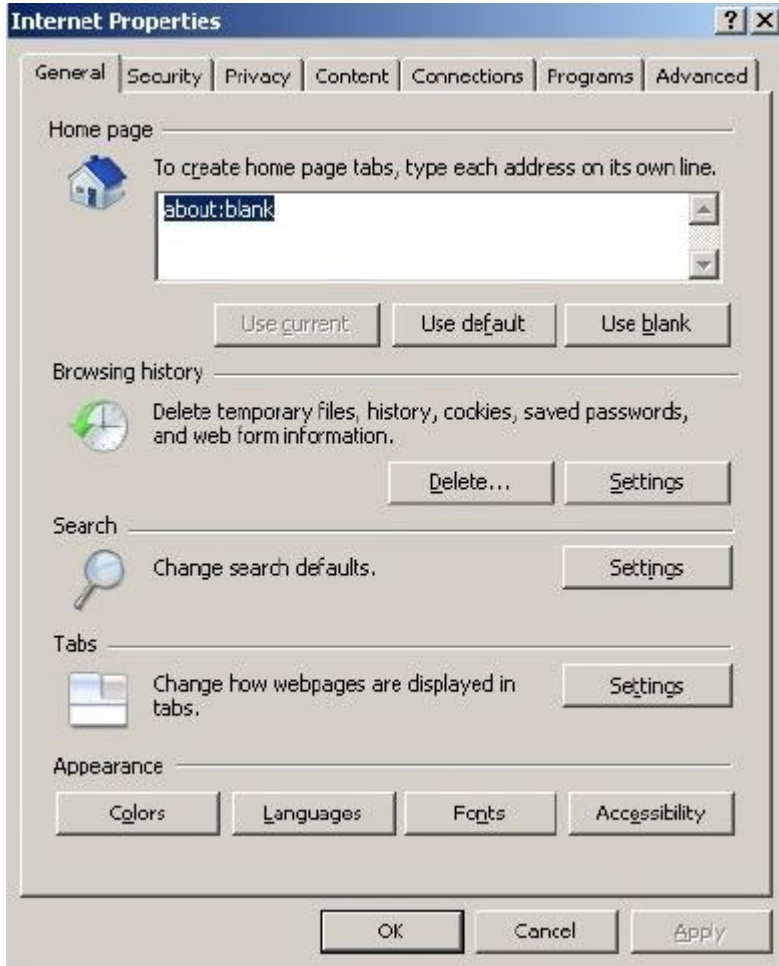 Internet Properties
General Security Privacy Content Connections Programs Advanced
Home page
To create home page tabs, type each address on its own line.
about:blank
Use current Use default Use blank
Browsing history
Delete temporary files, history, cookies, saved passwords,
and web form information.
Delete... Settings
Search
Change search defaults. Settings
Tabs
Change how webpages are displayed in
tabs.
Settings
Appearance
Colors Languages Fonts Accessibility
OK Cancel Apply